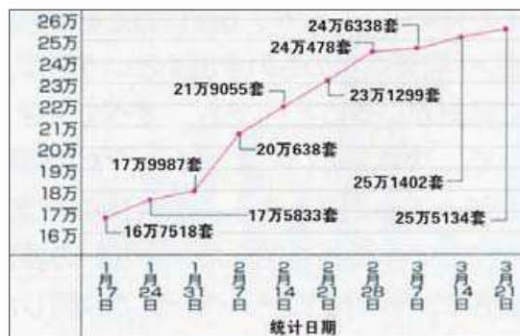 26万
25万
24万
23万
22万
21万
20万
19万
18万
17万
16万
24万6338套
24万478套
21万9055套
23万1299套
17万9987套
20万638套
25万1402套
17万5833套
25万5134套
16万7518套
1月17日
1月24日
1月31日
2月7日
2月14日
2月21日
2月28日
3月7日
3月14日
3月21日
统计日期